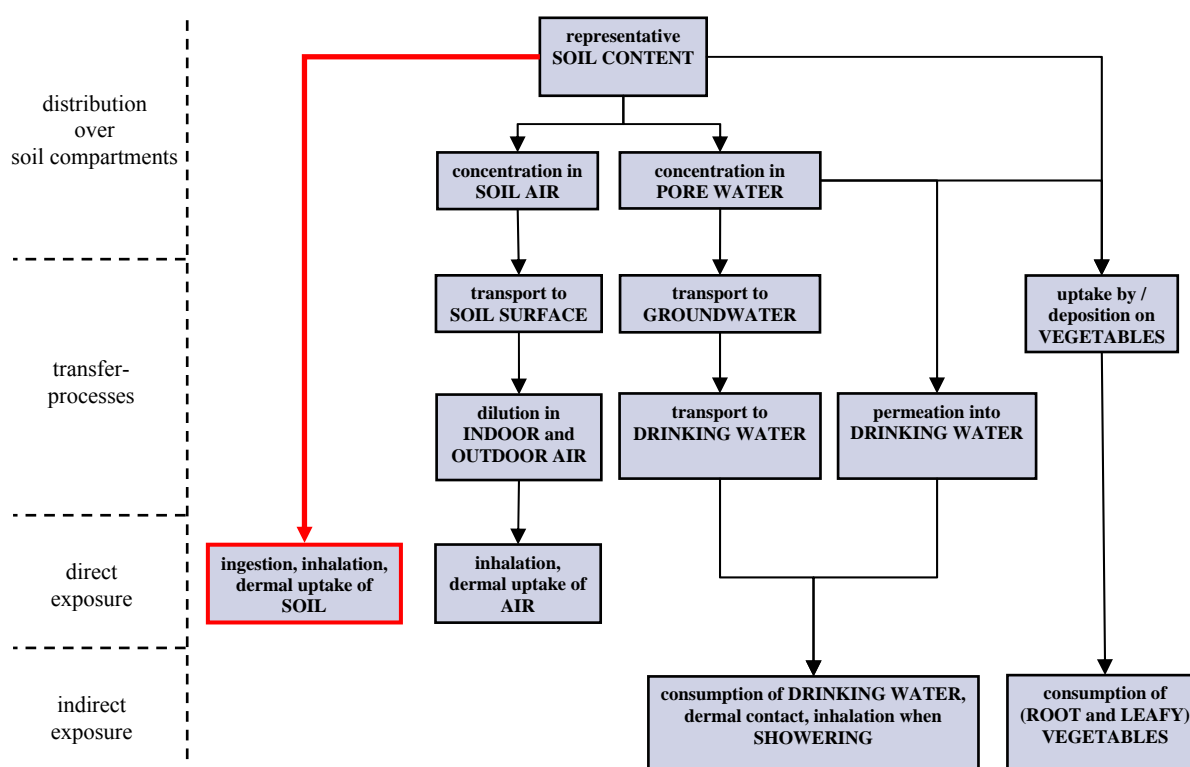 representative
SOIL CONTENT
distribution
over
soil compartments
concentration in
SOIL AIR
concentration in
PORE WATER
transport to
SOIL SURFACE
transport to
GROUNDWATER
uptake by /
deposition on
VEGETABLES
transfer-
processes
dilution in
INDOOR and
OUTDOOR AIR
transport to
DRINKING WATER
permeation into
DRINKING WATER
direct
exposure
ingestion, inhalation,
dermal uptake of
SOIL
inhalation,
dermal uptake of
AIR
indirect
exposure
consumption of DRINKING WATER,
dermal contact, inhalation when
SHOWERING
consumption of
(ROOT and LEAFY)
VEGETABLES